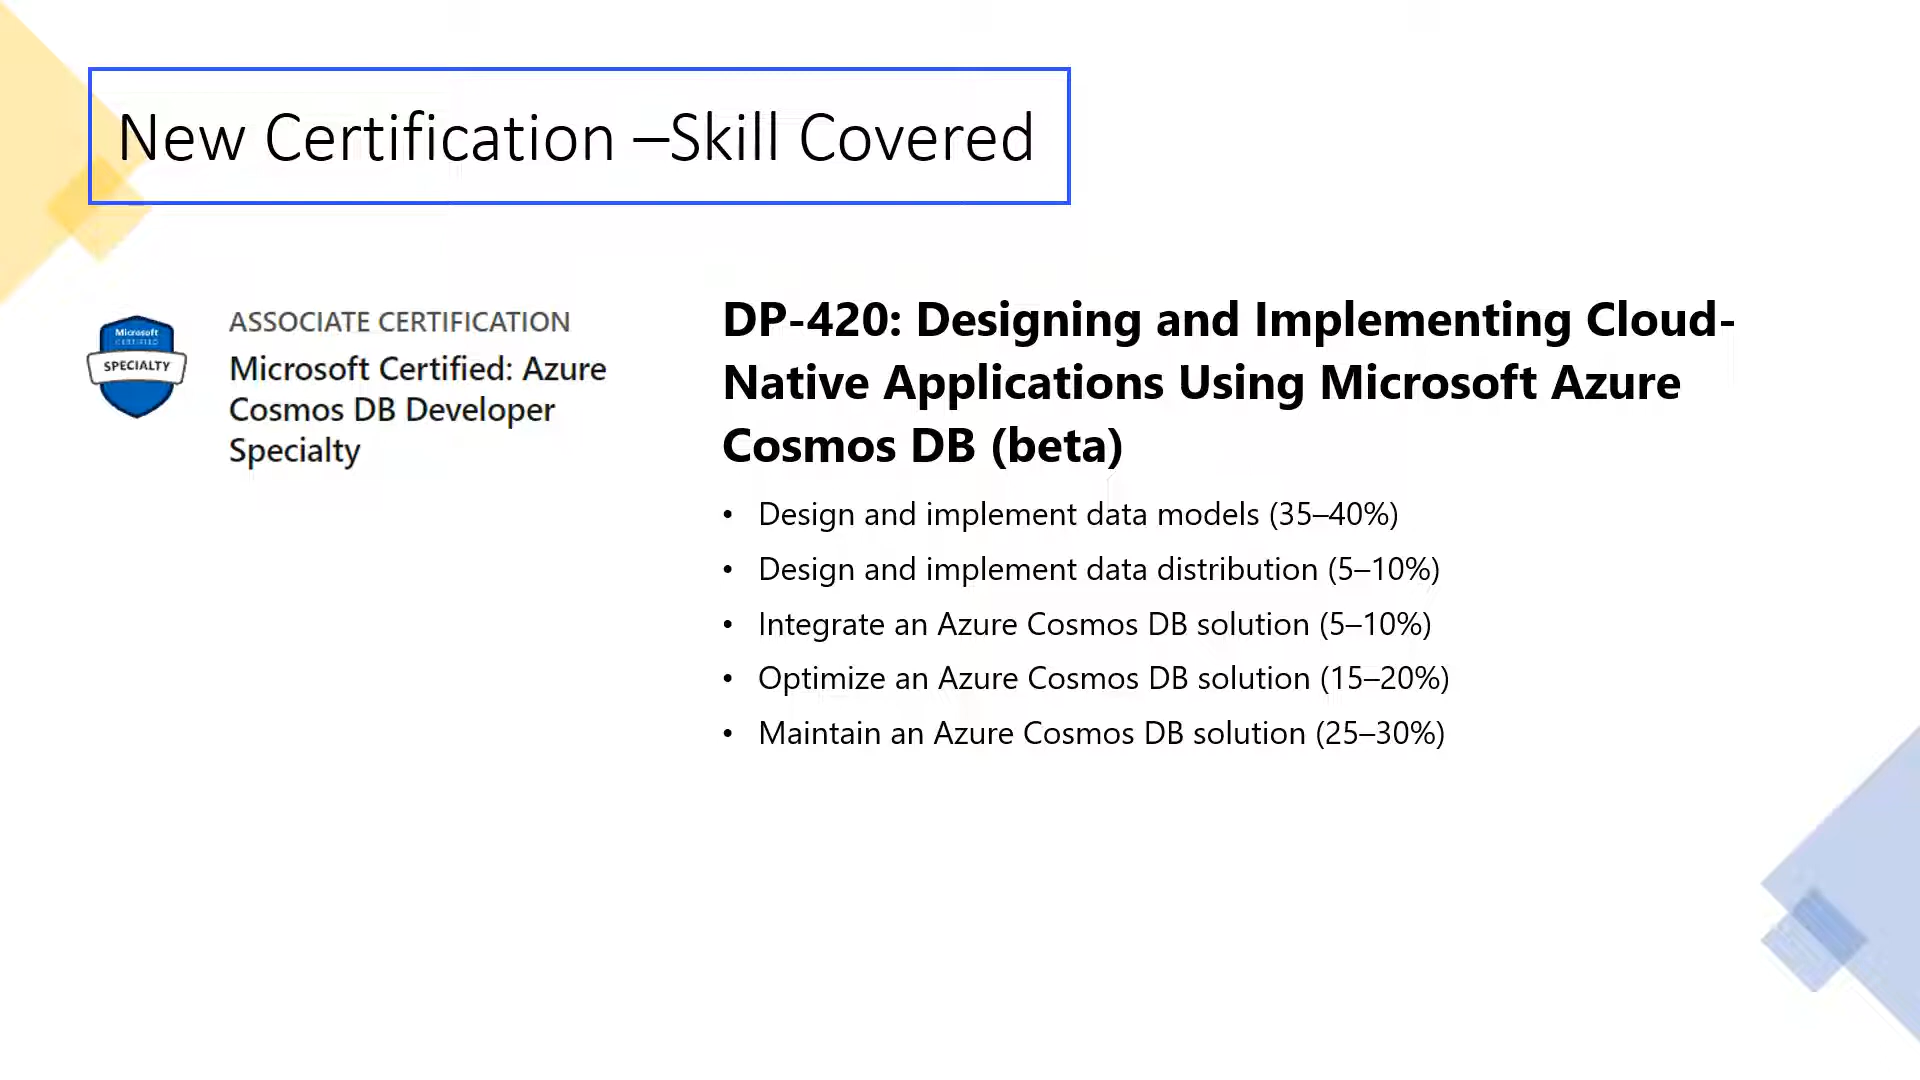 New Certification –Skill Covered
Microsoft
CERTIFIED
SPECIALTY
ASSOCIATE CERTIFICATION
Microsoft Certified: Azure
Cosmos DB Developer
Specialty
DP-420: Designing and Implementing Cloud-
Native Applications Using Microsoft Azure
Cosmos DB (beta)
• Design and implement data models (35–40%)
• Design and implement data distribution (5–10%)
• Integrate an Azure Cosmos DB solution (5–10%)
• Optimize an Azure Cosmos DB solution (15–20%)
• Maintain an Azure Cosmos DB solution (25–30%)